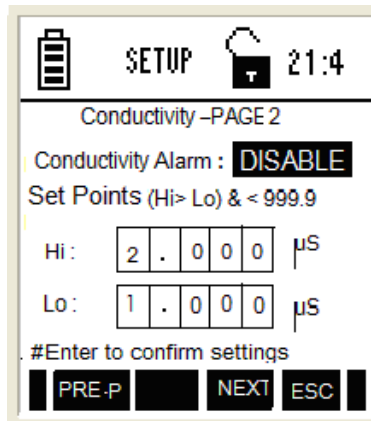 SETUP T 21:4
Conductivity –PAGE 2
Conductivity Alarm : DISABLE
Set Points (Hi> Lo) & < 999.9
Hi : 2 . 0 0 0 µS
Lo : 1 . 0 0 0 µS
. #Enter to confirm settings
PRE-P NEXT ESC